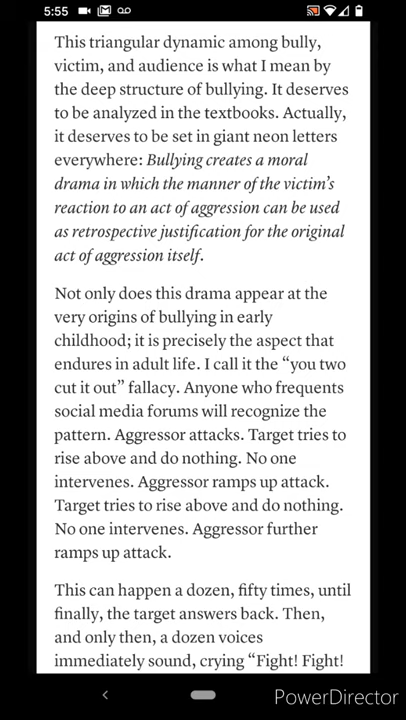 5:55
This triangular dynamic among bully,
victim, and audience is what I mean by
the deep structure of bullying. It deserves
to be analyzed in the textbooks. Actually,
it deserves to be set in giant neon letters
everywhere: Bullying creates a moral
drama in which the manner of the victim’s
reaction to an act of aggression can be used
as retrospective justification for the original
act of aggression itself.
Not only does this drama appear at the
very origins of bullying in early
childhood; it is precisely the aspect that
endures in adult life. I call it the “you two
cut it out” fallacy. Anyone who frequents
social media forums will recognize the
pattern. Aggressor attacks. Target tries to
rise above and do nothing. No one
intervenes. Aggressor ramps up attack.
Target tries to rise above and do nothing.
No one intervenes. Aggressor further
ramps up attack.
This can happen a dozen, fifty times, until
finally, the target answers back. Then,
and only then, a dozen voices
immediately sound, crying “Fight! Fight!
PowerDirector